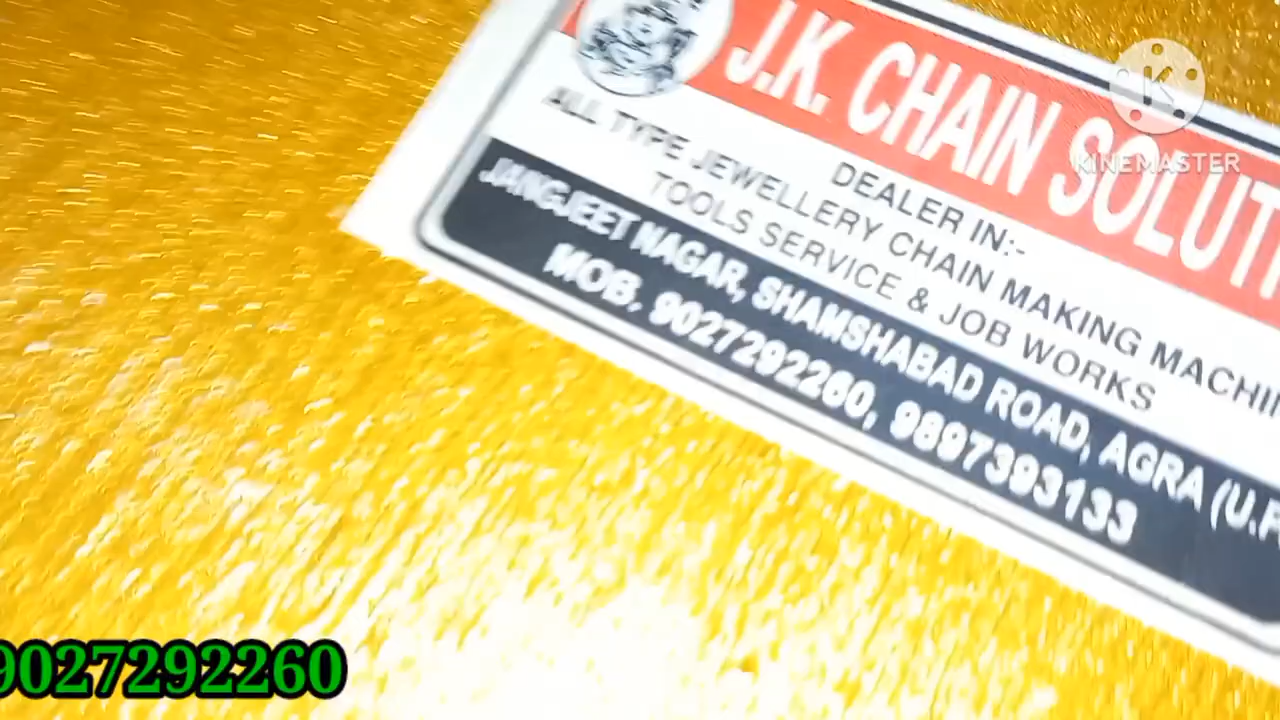 J.K. CHAIN SOLUT
DEALER IN:-
ALL TYPE JEWELLERY CHAIN MAKING MACHIN
TOOLS SERVICE & JOB WORKS
JANGJEET NAGAR, SHAMSHABAD ROAD, AGRA (U.P
MOB. 9027292260, 9897393133
KINEMASTER
9027292260